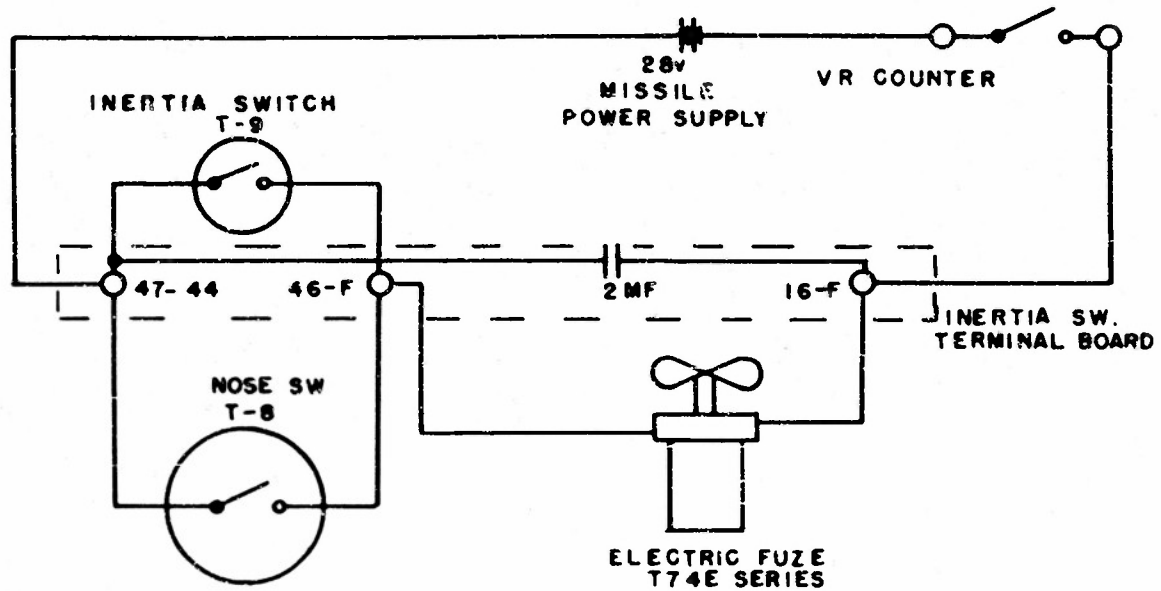 28V
MISSILE
POWER SUPPLY
VR COUNTER
INERTIA SWITCH
T-9
47-44
46-F
2MF
16-F
INERTIA SW.
TERMINAL BOARD
NOSE SW
T-8
ELECTRIC FUZE
T74E SERIES